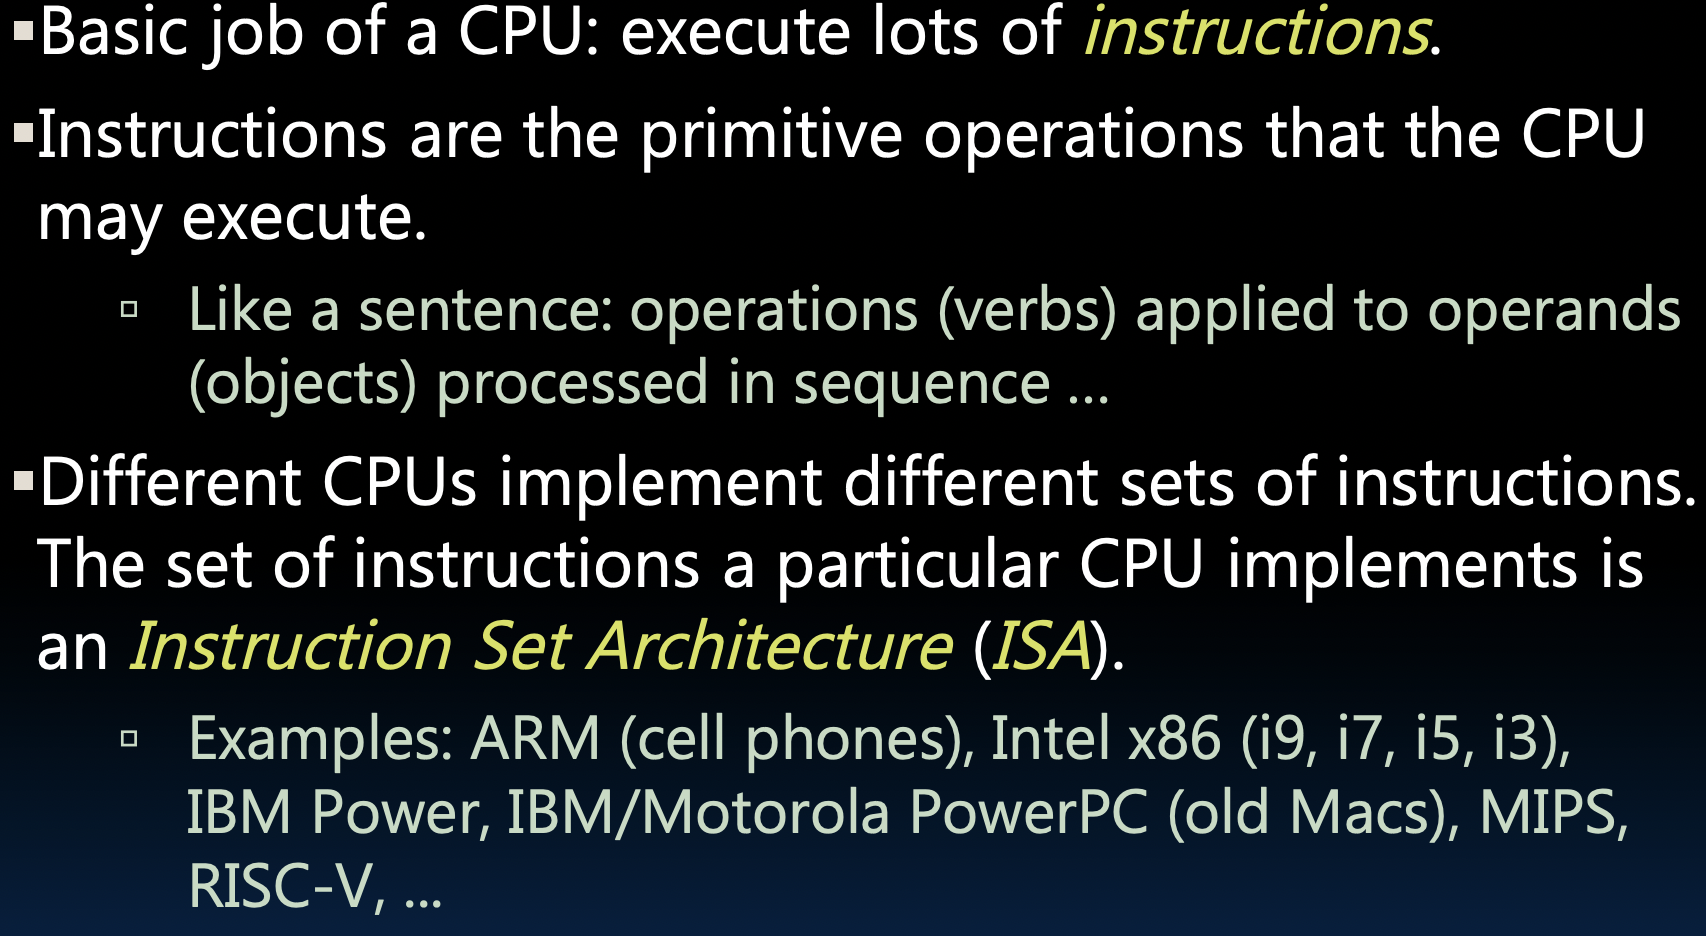 Basic job of a CPU: execute lots of instructions.
Instructions are the primitive operations that the CPU
may execute.
Like a sentence: operations (verbs) applied to operands
(objects) processed in sequence ...
Different CPUs implement different sets of instructions.
The set of instructions a particular CPU implements is
an Instruction Set Architecture (ISA).
Examples: ARM (cell phones), Intel x86 (i9, i7, i5, i3),
IBM Power, IBM/Motorola PowerPC (old Macs), MIPS,
RISC-V, ...